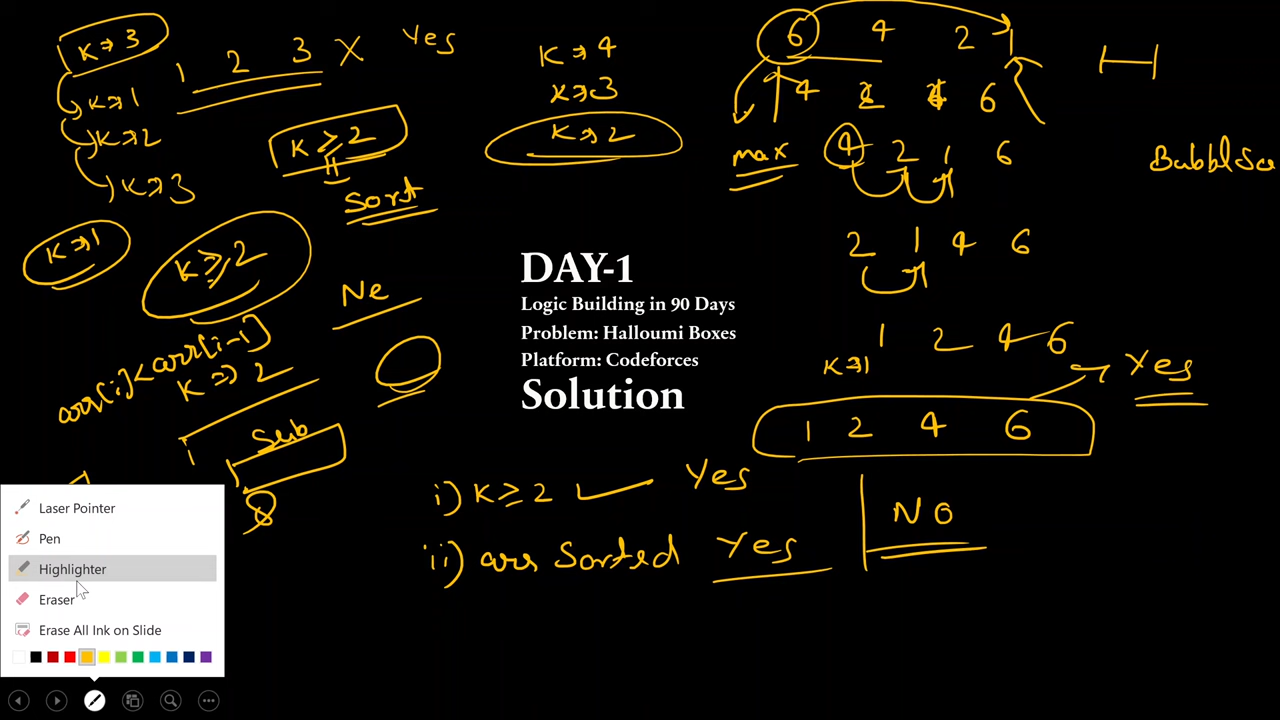 k → 3
1 2 3 X Yes
k → 1
k → 2
k → 3
k ≥ 2
Sort
k → 4
k → 3
k → 2
6 4 2 1
4 6
max
4 2 1 6
BubblSo
2 1 4 6
k → 1
k ≥ 2
Ne
arr[i] < arr[i-1]
k => 2
Sub
DAY-1
Logic Building in 90 Days
Problem: Halloumi Boxes
Platform: Codeforces
Solution
1 2 4 6
k → 1
Yes
1 2 4 6
i) k ≥ 2 ✓ Yes
ii) arr Sorted Yes
NO
Laser Pointer
Pen
Highlighter
Eraser
Erase All Ink on Slide